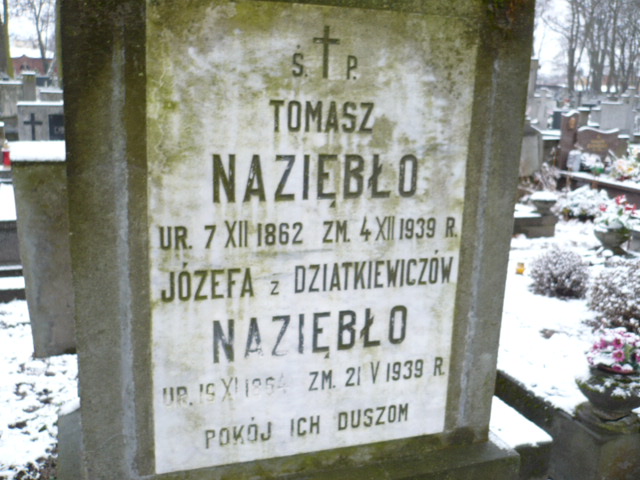 Ś. P.
TOMASZ
NAZIĘBŁO
UR. 7 XII 1862 ZM. 4 XII 1939 R.
JÓZEFA z DZIATKIEWICZÓW
NAZIĘBŁO
UR. 19 XI 1864 ZM. 21 V 1939 R.
POKÓJ ICH DUSZOM